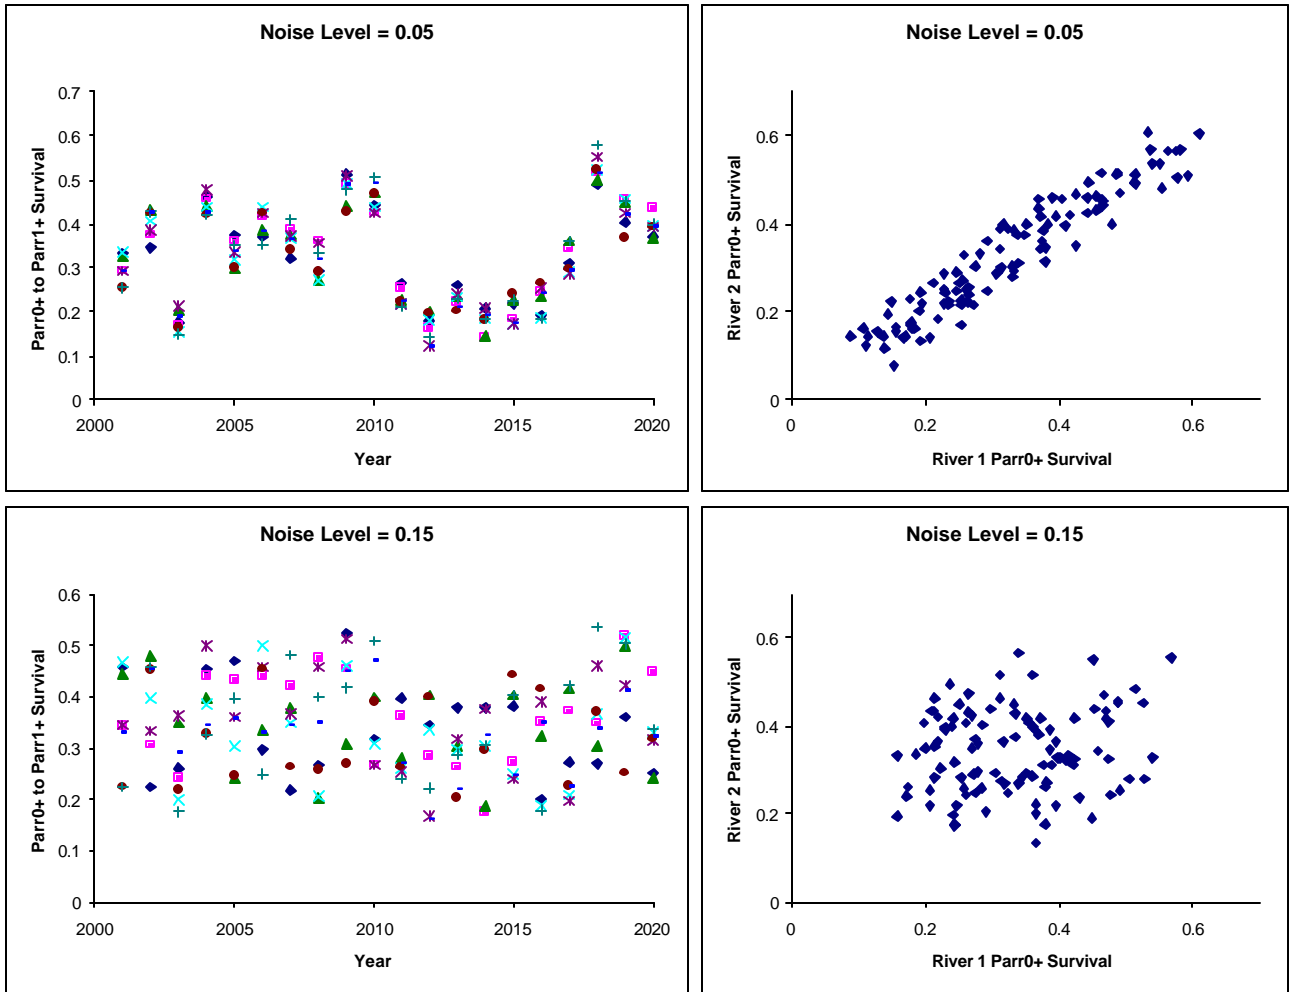 Noise Level = 0.05
Parr0+ to Parr1+ Survival
0.7
0.6
0.5
0.4
0.3
0.2
0.1
0
2000 2005 2010 2015 2020
Year
Noise Level = 0.05
River 2 Parr0+ Survival
0.6
0.4
0.2
0
0 0.2 0.4 0.6
River 1 Parr0+ Survival
Noise Level = 0.15
Parr0+ to Parr1+ Survival
0.6
0.5
0.4
0.3
0.2
0.1
0
2000 2005 2010 2015 2020
Year
Noise Level = 0.15
River 2 Parr0+ Survival
0.6
0.4
0.2
0
0 0.2 0.4 0.6
River 1 Parr0+ Survival